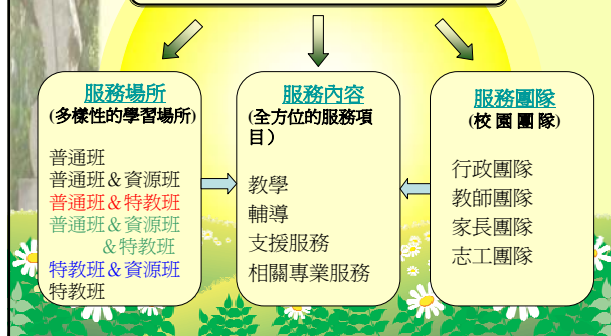 服務場所
(多樣性的學習場所)
普通班
普通班＆資源班
普通班＆特教班
普通班＆資源班
＆特教班
特教班＆資源班
特教班
服務內容
(全方位的服務項
目）
教學
輔導
支援服務
相關專業服務
服務團隊
(校 園 團 隊)
行政團隊
教師團隊
家長團隊
志工團隊